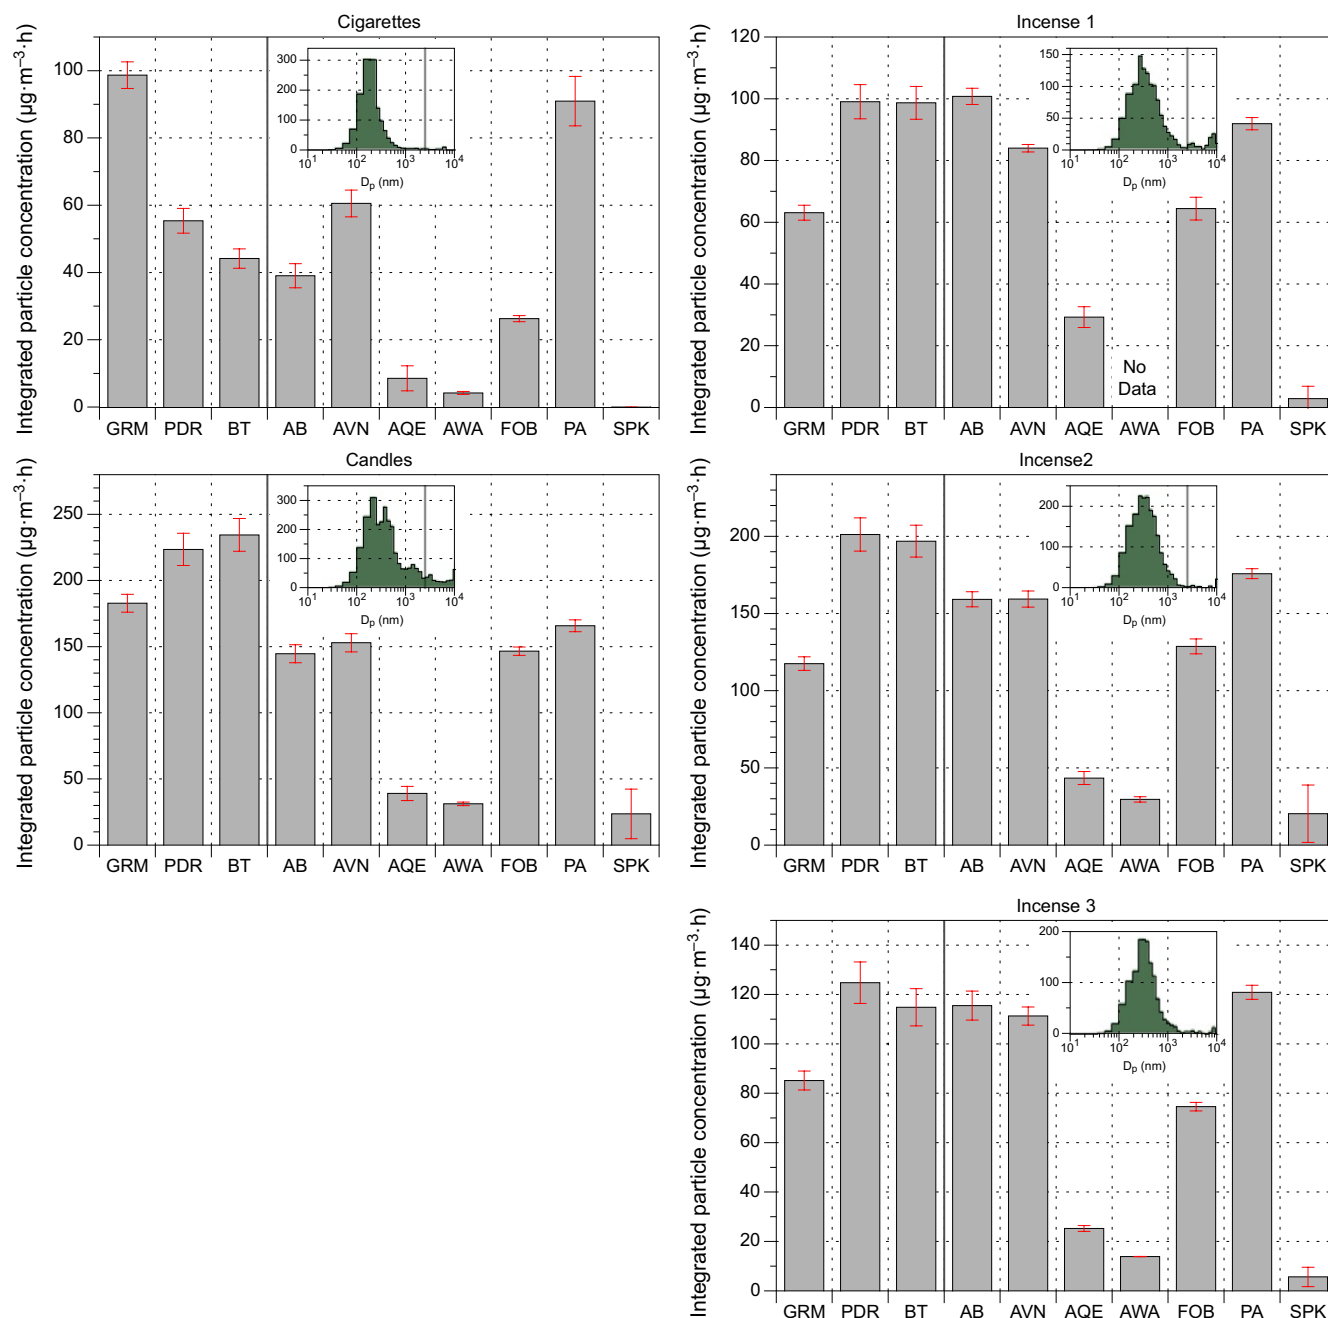 Cigarettes
Integrated particle concentration (µg·m⁻³·h)
100
80
60
40
20
0
300
200
100
0
10¹ 10² 10³ 10⁴
Dₚ (nm)
GRM PDR BT AB AVN AQE AWA FOB PA SPK
Incense 1
Integrated particle concentration (µg·m⁻³·h)
120
100
80
60
40
20
0
150
100
50
0
10¹ 10² 10³ 10⁴
Dₚ (nm)
No
Data
GRM PDR BT AB AVN AQE AWA FOB PA SPK
Candles
Integrated particle concentration (µg·m⁻³·h)
250
200
150
100
50
0
300
200
100
0
10¹ 10² 10³ 10⁴
Dₚ (nm)
GRM PDR BT AB AVN AQE AWA FOB PA SPK
Incense2
Integrated particle concentration (µg·m⁻³·h)
200
150
100
50
0
200
100
0
10¹ 10² 10³ 10⁴
Dₚ (nm)
GRM PDR BT AB AVN AQE AWA FOB PA SPK
Incense 3
Integrated particle concentration (µg·m⁻³·h)
140
120
100
80
60
40
20
0
200
100
0
10¹ 10² 10³ 10⁴
Dₚ (nm)
GRM PDR BT AB AVN AQE AWA FOB PA SPK